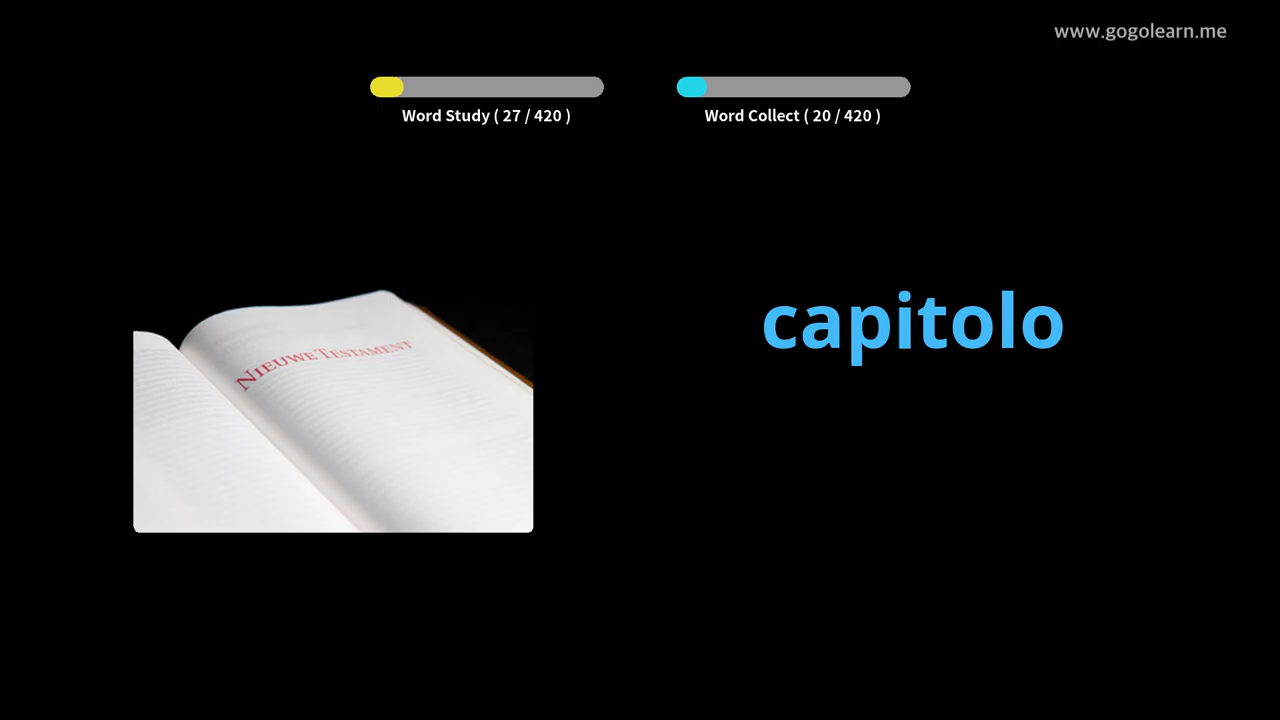 www.gogolearn.me
Word Study ( 27 / 420 )
Word Collect ( 20 / 420 )
NIEUWE TESTAMENT
capitolo